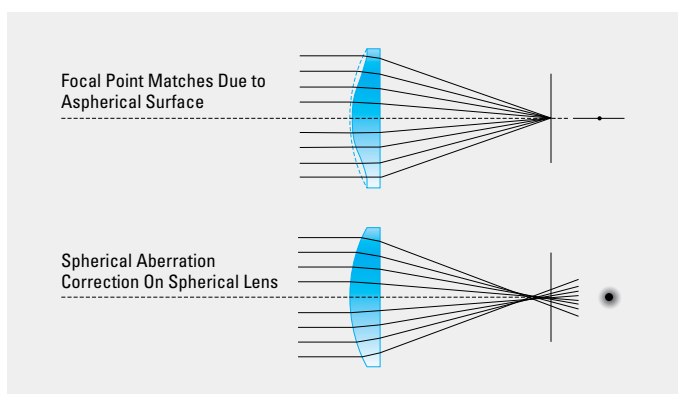 Focal Point Matches Due to
Aspherical Surface
Spherical Aberration
Correction On Spherical Lens